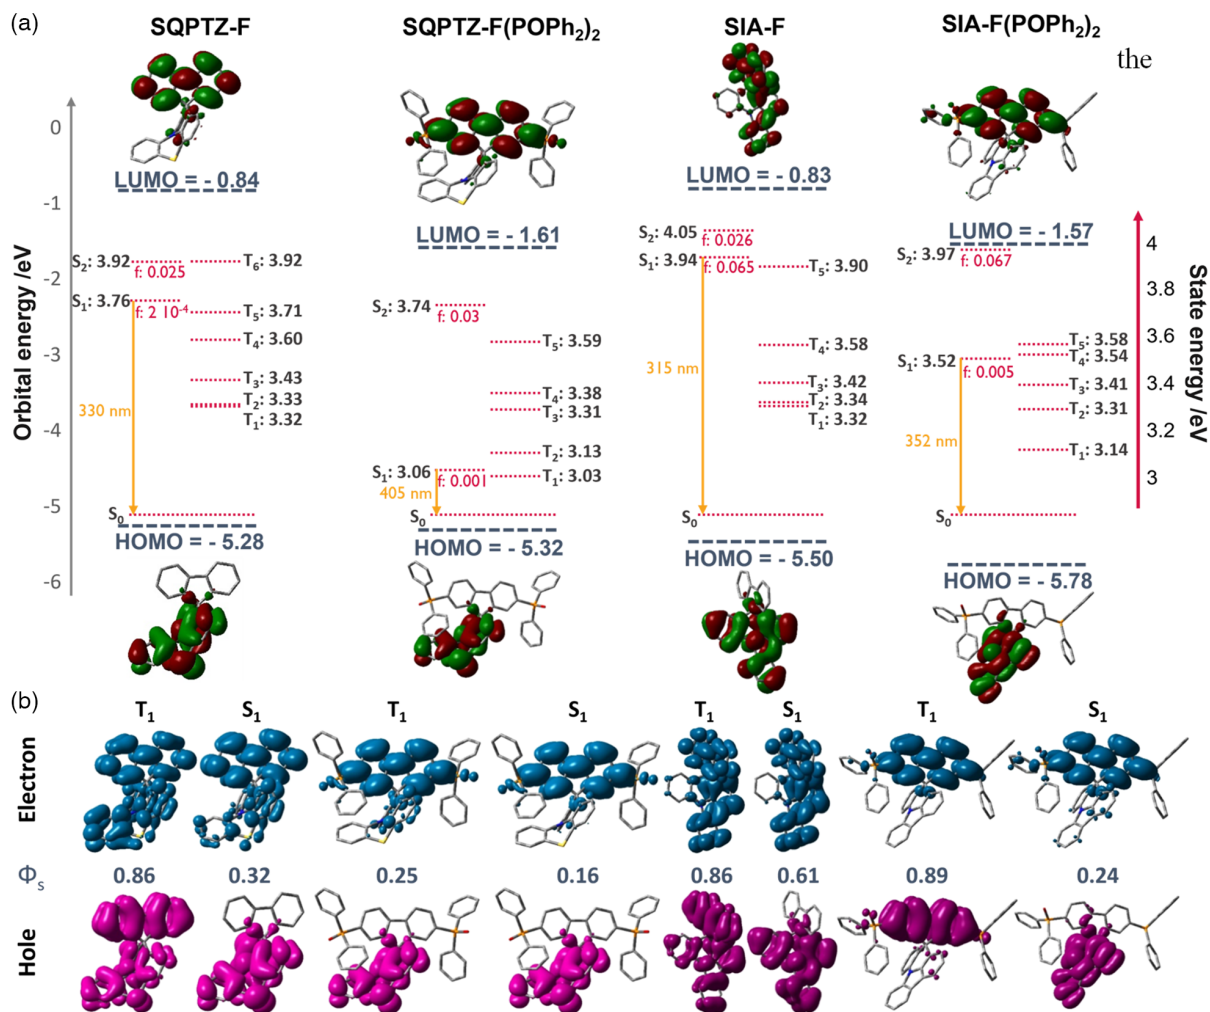 (a)
SQPTZ-F
SQPTZ-F(POPh₂)₂
SIA-F
SIA-F(POPh₂)₂
the
Orbital energy /eV
0
-1
-2
-3
-4
-5
-6
LUMO = - 0.84
S₂: 3.92
f: 0.025
S₁: 3.76
f: 2 10⁻⁴
330 nm
T₆: 3.92
T₅: 3.71
T₄: 3.60
T₃: 3.43
T₂: 3.33
T₁: 3.32
S₀
HOMO = - 5.28
LUMO = - 1.61
S₂: 3.74
f: 0.03
S₁: 3.06
f: 0.001
405 nm
T₅: 3.59
T₄: 3.38
T₃: 3.31
T₂: 3.13
T₁: 3.03
S₀
HOMO = - 5.32
LUMO = - 0.83
S₂: 4.05
f: 0.026
S₁: 3.94
f: 0.065
315 nm
T₅: 3.90
T₄: 3.58
T₃: 3.42
T₂: 3.34
T₁: 3.32
S₀
HOMO = - 5.50
LUMO = - 1.57
S₂: 3.97
f: 0.067
S₁: 3.52
f: 0.005
352 nm
T₅: 3.58
T₄: 3.54
T₃: 3.41
T₂: 3.31
T₁: 3.14
S₀
HOMO = - 5.78
State energy /eV
4
3.8
3.6
3.4
3.2
3
(b)
T₁ S₁ T₁ S₁ T₁ S₁ T₁ S₁
Electron
Φₛ 0.86 0.32 0.25 0.16 0.86 0.61 0.89 0.24
Hole